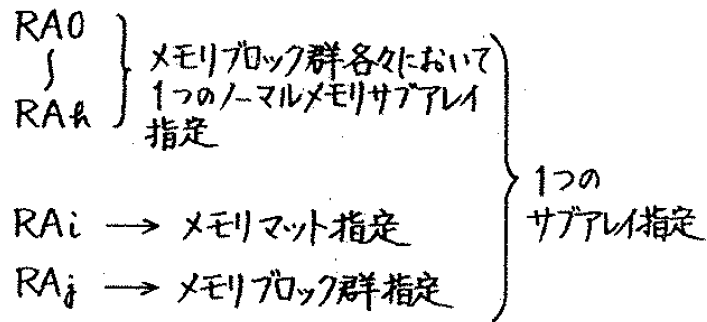 RA0
∫
RAh
メモリブロック群各々において
1つのノーマルメモリサブアレイ
指定
RAi → メモリマット指定
RAj → メモリブロック群指定
1つの
サブアレイ指定